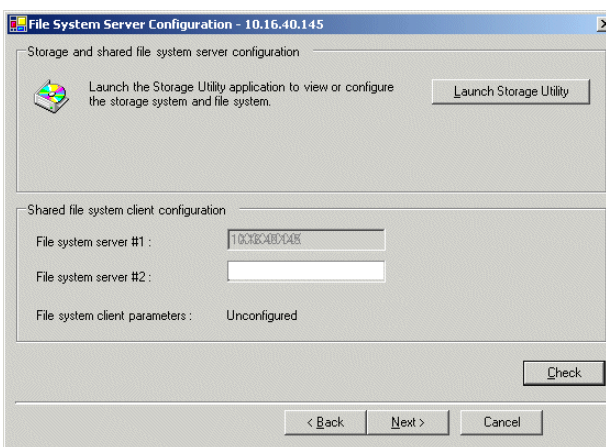 File System Server Configuration - 10.16.40.145
Storage and shared file system server configuration
Launch the Storage Utility application to view or configure
the storage system and file system.
Launch Storage Utility
Shared file system client configuration
File system server #1 :
File system server #2 :
File system client parameters : Unconfigured
Check
< Back
Next >
Cancel